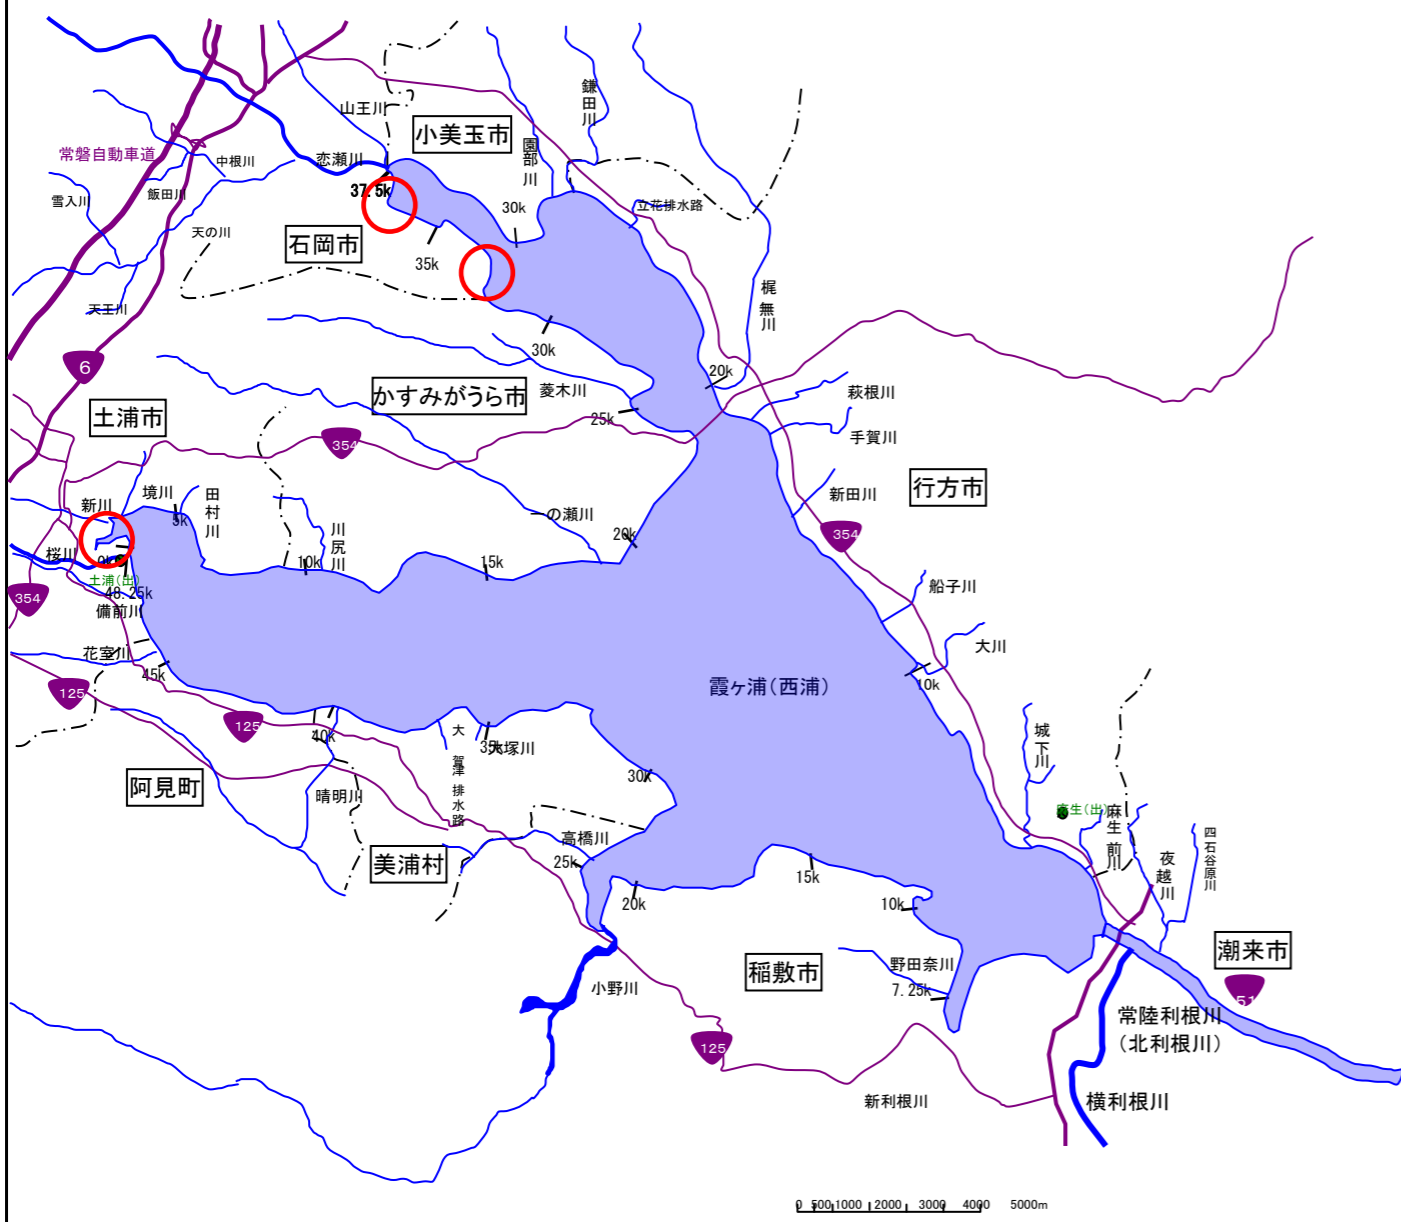 山王川
小美玉市
鎌田川
園部川
常磐自動車道
中根川
恋瀬川
37.5k
飯田川
雪入川
30k
立花排水路
天の川
石岡市
35k
天王川
梶無川
30k
6
20k
かすみがうら市
菱木川
萩根川
土浦市
25k
手賀川
354
新川
境川
5k
田村川
川尻川
一の瀬川
20k
新田川
行方市
354
桜川
0k
10k
15k
土浦(出)
48.25k
354
備前川
船子川
花室川
45k
大川
10k
125
霞ヶ浦(西浦)
125
40k
大賀津排水路
35k
大塚川
城下川
30k
阿見町
晴明川
麻生(出)
麻生前川
高橋川
25k
美浦村
夜越川
四石谷原川
15k
20k
10k
稲敷市
野田奈川
7.25k
潮来市
51
小野川
常陸利根川
(北利根川)
125
新利根川
横利根川
0 500 1000 2000 3000 4000 5000m